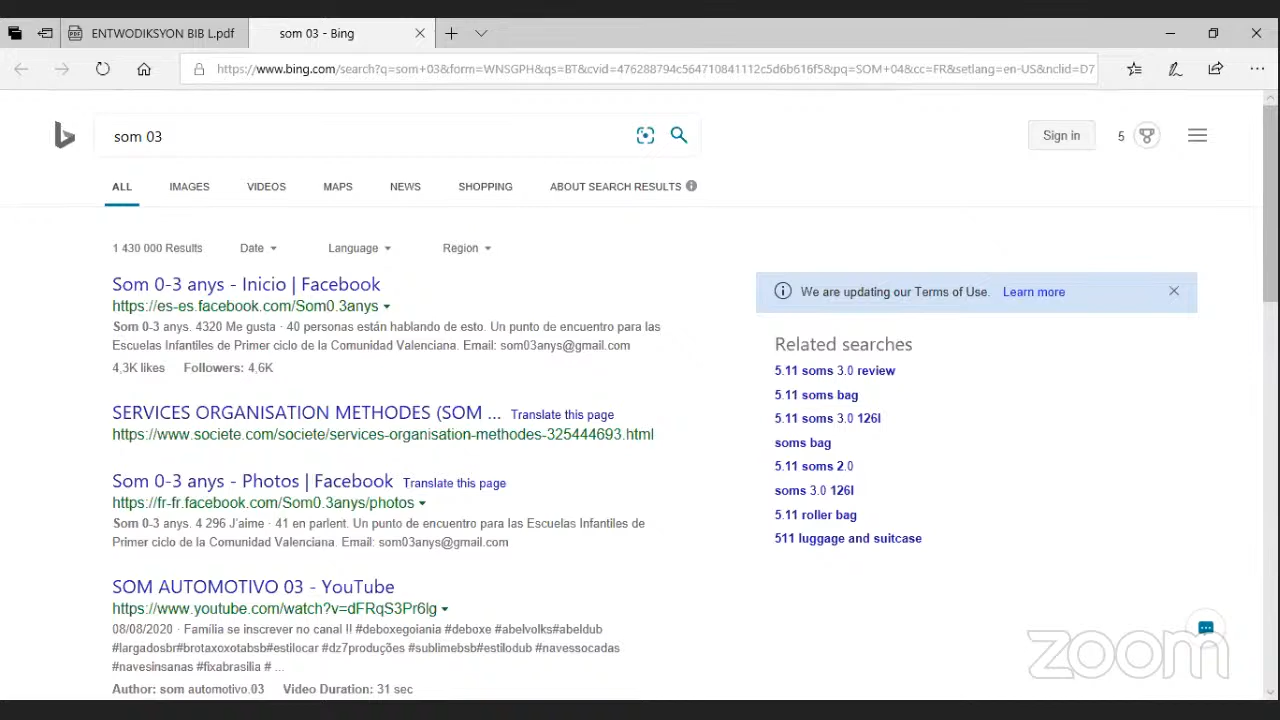 ENTWODIKSYON BIB L.pdf
som 03 - Bing
https://www.bing.com/search?q=som+03&form=WNSGPH&qs=BT&cvid=476288794c564710841112c5d6b616f5&pq=SOM+04&cc=FR&setlang=en-US&nclid=D7
som 03
Sign in
5
ALL IMAGES VIDEOS MAPS NEWS SHOPPING ABOUT SEARCH RESULTS
1 430 000 Results Date Language Region
Som 0-3 anys - Inicio | Facebook
https://es-es.facebook.com/Som0.3anys
Som 0-3 anys. 4320 Me gusta · 40 personas están hablando de esto. Un punto de encuentro para las
Escuelas Infantiles de Primer ciclo de la Comunidad Valenciana. Email: som03anys@gmail.com
4,3K likes Followers: 4,6K
SERVICES ORGANISATION METHODES (SOM ... Translate this page
https://www.societe.com/societe/services-organisation-methodes-325444693.html
Som 0-3 anys - Photos | Facebook Translate this page
https://fr-fr.facebook.com/Som0.3anys/photos
Som 0-3 anys. 4 296 J'aime · 41 en parlent. Un punto de encuentro para las Escuelas Infantiles de
Primer ciclo de la Comunidad Valenciana. Email: som03anys@gmail.com
SOM AUTOMOTIVO 03 - YouTube
https://www.youtube.com/watch?v=dFRqS3Pr6lg
08/08/2020 · Família se inscrever no canal !! #deboxegoiania #deboxe #abelvolks#abeldub
#largadosbr#brotaxoxotabsb#estilocar #dz7produções #sublimebsb#estilodub #navessocadas
#navesinsanas #fixabrasilia # ...
Author: som automotivo.03 Video Duration: 31 sec
We are updating our Terms of Use. Learn more
Related searches
5.11 soms 3.0 review
5.11 soms bag
5.11 soms 3.0 126l
soms bag
5.11 soms 2.0
soms 3.0 126l
5.11 roller bag
511 luggage and suitcase
zoom